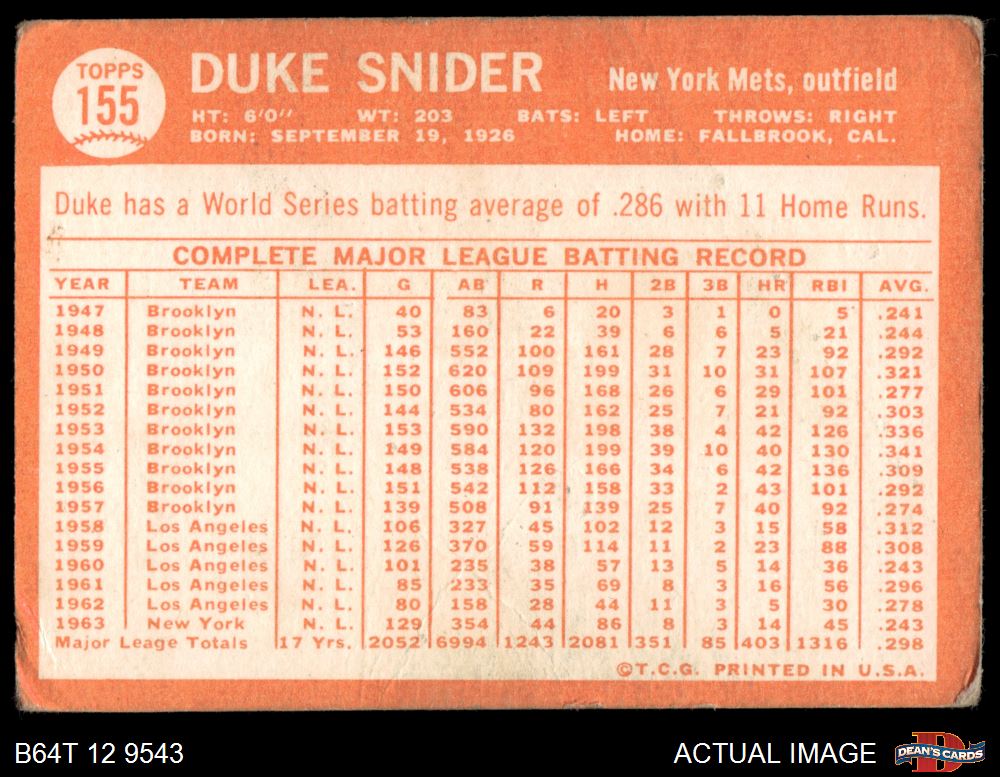 TOPPS
155
DUKE SNIDER
New York Mets, outfield
HT: 6'0" WT: 203 BATS: LEFT THROWS: RIGHT
BORN: SEPTEMBER 19, 1926 HOME: FALLBROOK, CAL.
Duke has a World Series batting average of .286 with 11 Home Runs.
COMPLETE MAJOR LEAGUE BATTING RECORD
YEAR TEAM LEA. G AB R H 2B 3B HR RBI AVG.
1947 Brooklyn N. L. 40 83 6 20 3 1 0 5 .241
1948 Brooklyn N. L. 53 160 22 39 6 6 5 21 .244
1949 Brooklyn N. L. 146 552 100 161 28 7 23 92 .292
1950 Brooklyn N. L. 152 620 109 199 31 10 31 107 .321
1951 Brooklyn N. L. 150 606 96 168 26 6 29 101 .277
1952 Brooklyn N. L. 144 534 80 162 25 7 21 92 .303
1953 Brooklyn N. L. 153 590 132 198 38 4 42 126 .336
1954 Brooklyn N. L. 149 584 120 199 39 10 40 130 .341
1955 Brooklyn N. L. 148 538 126 166 34 6 42 136 .309
1956 Brooklyn N. L. 151 542 112 158 33 2 43 101 .292
1957 Brooklyn N. L. 139 508 91 139 25 7 40 92 .274
1958 Los Angeles N. L. 106 327 45 102 12 3 15 58 .312
1959 Los Angeles N. L. 126 370 59 114 11 2 23 88 .308
1960 Los Angeles N. L. 101 235 38 57 13 5 14 36 .243
1961 Los Angeles N. L. 85 233 35 69 8 3 16 56 .296
1962 Los Angeles N. L. 80 158 28 44 11 3 5 30 .278
1963 New York N. L. 129 354 44 86 8 3 14 45 .243
Major Leage Totals 17 Yrs. 2052 6994 1243 2081 351 85 403 1316 .298
©T.C.G. PRINTED IN U.S.A.
B64T 12 9543 ACTUAL IMAGE DEAN'S CARDS